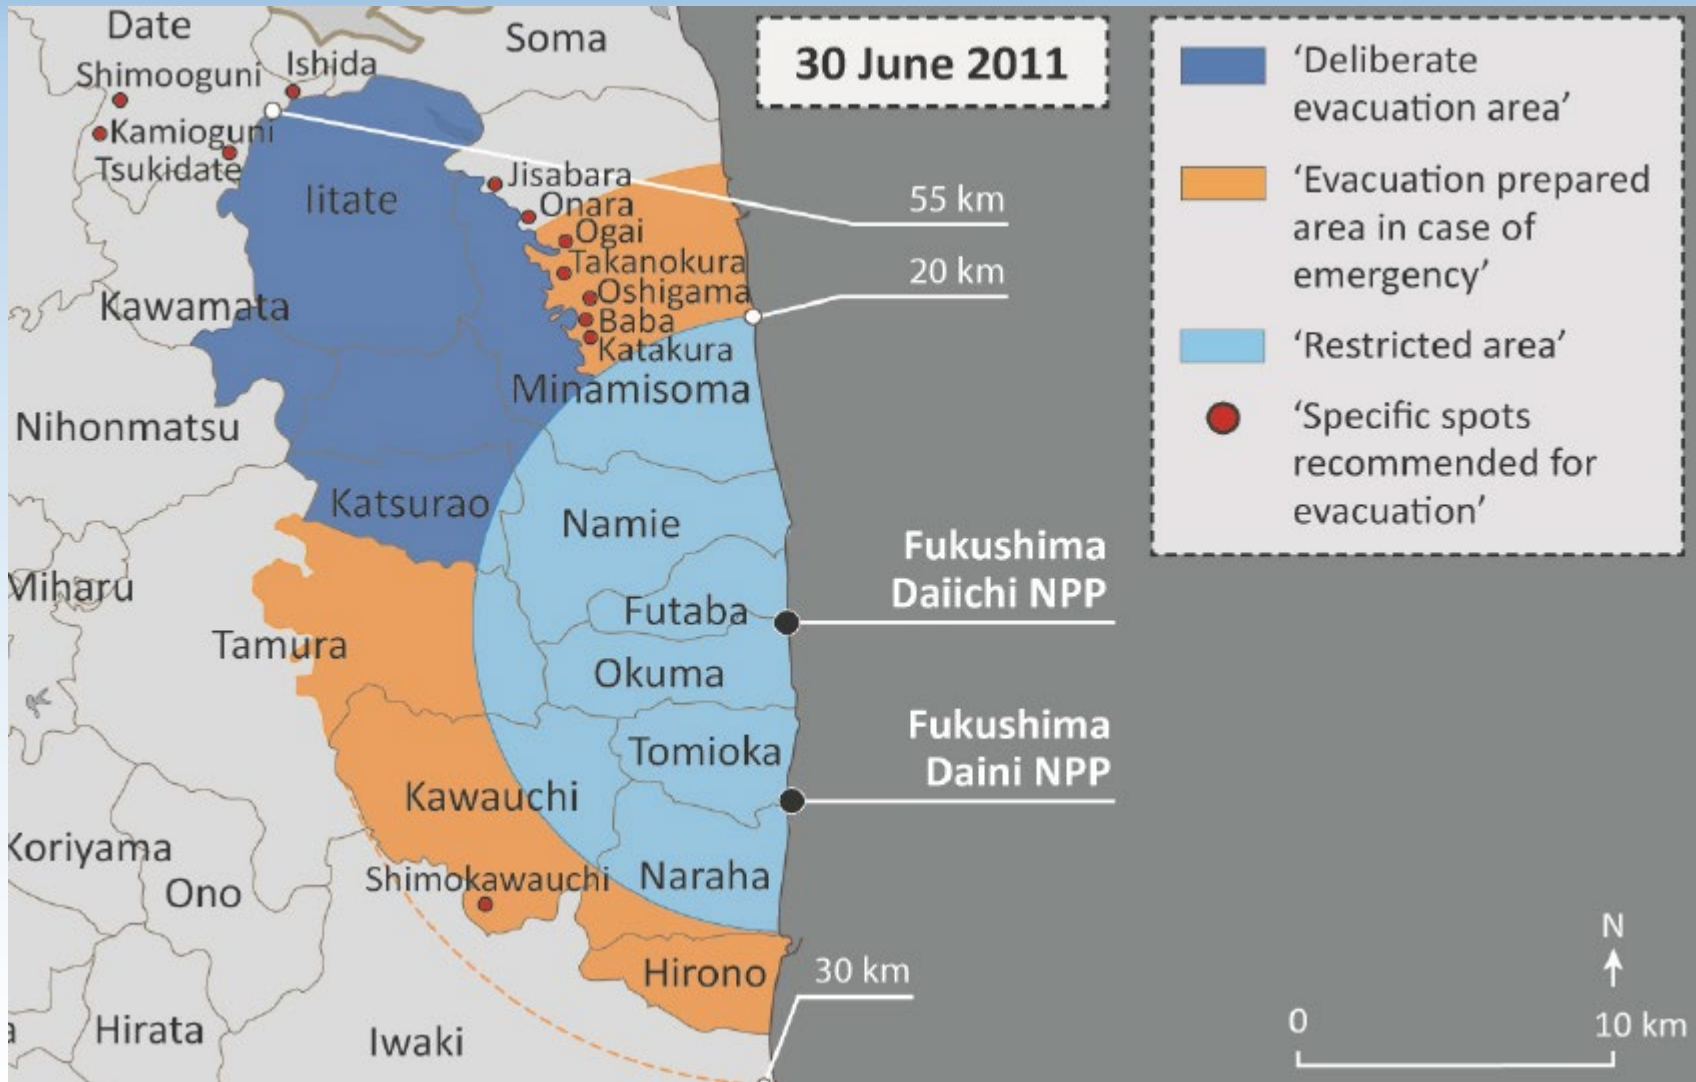 Date
Soma
30 June 2011
Ishida
Shimooguni
Kamioguni
Tsukidate
Iitate
Jisabara
Onara
Ogai
Takanokura
Oshigama
Baba
Katakura
55 km
20 km
Kawamata
Minamisoma
Nihonmatsu
Katsurao
Namie
Fukushima
Daiichi NPP
Miharu
Futaba
Tamura
Okuma
Fukushima
Daini NPP
Tomioka
Kawauchi
Koriyama
Ono
Shimokawauchi
Naraha
Hirono
30 km
Hirata
Iwaki
‘Deliberate
evacuation area’
‘Evacuation prepared
area in case of
emergency’
‘Restricted area’
‘Specific spots
recommended for
evacuation’
N
0
10 km